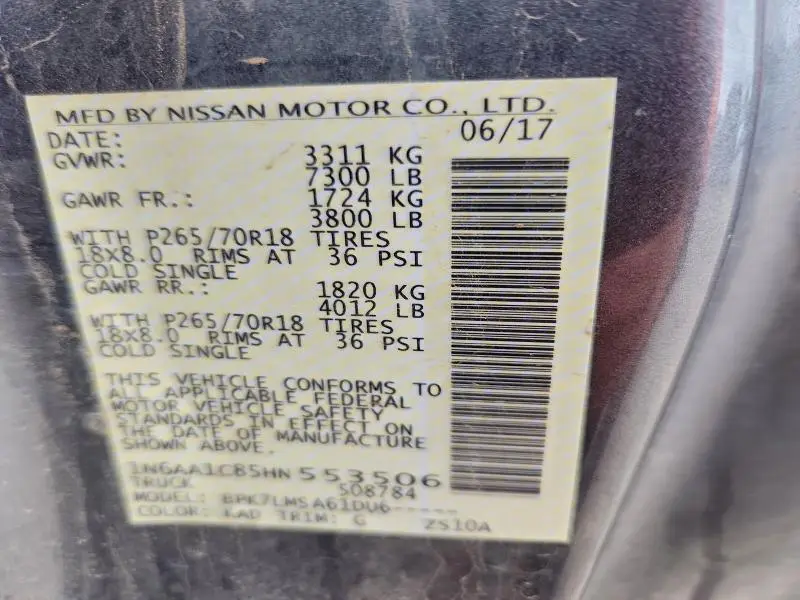 MFD BY NISSAN MOTOR CO., LTD.
DATE: 06/17
GVWR: 3311 KG
7300 LB
GAWR FR.: 1724 KG
3800 LB
WITH P265/70R18 TIRES
18X8.0 RIMS AT 36 PSI
COLD SINGLE
GAWR RR.: 1820 KG
4012 LB
WITH P265/70R18 TIRES
18X8.0 RIMS AT 36 PSI
COLD SINGLE
THIS VEHICLE CONFORMS TO
ALL APPLICABLE FEDERAL
MOTOR VEHICLE SAFETY
STANDARDS IN EFFECT ON
THE DATE OF MANUFACTURE
SHOWN ABOVE.
1N6AA1C85HN553506
TRUCK 508784
MODEL: BPK7LMSA61DU6-----
COLOR: KAD TRIM: G ZS10A